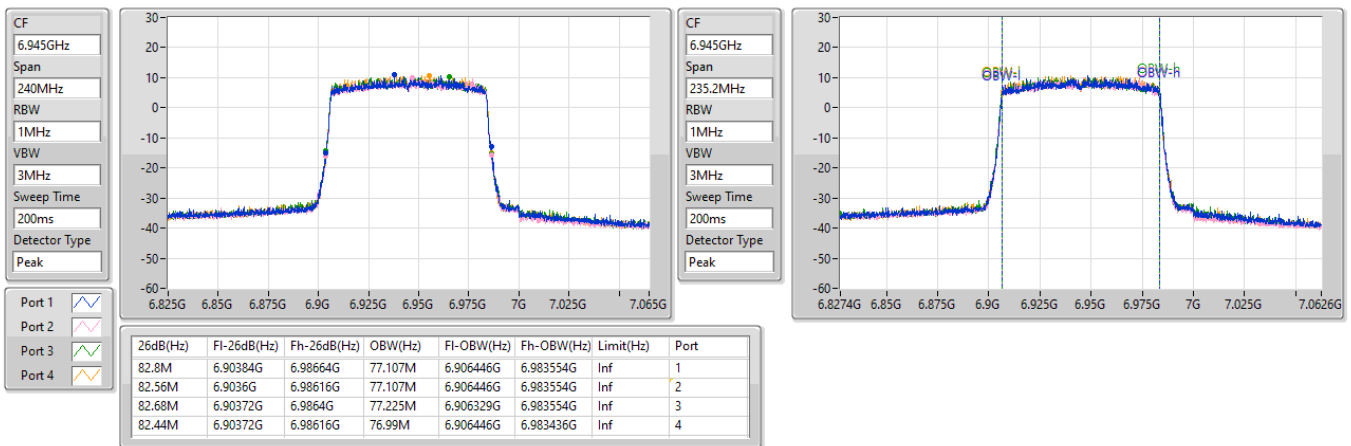 CF
6.945GHz
Span
240MHz
RBW
1MHz
VBW
3MHz
Sweep Time
200ms
Detector Type
Peak
30
20
10
0
-10
-20
-30
-40
-50
-60
6.825G 6.85G 6.875G 6.9G 6.925G 6.95G 6.975G 7G 7.025G 7.065G
CF
6.945GHz
Span
235.2MHz
RBW
1MHz
VBW
3MHz
Sweep Time
200ms
Detector Type
Peak
30
20
10
0
-10
-20
-30
-40
-50
-60
OBW-l OBW-h
6.8274G 6.85G 6.875G 6.9G 6.925G 6.95G 6.975G 7G 7.025G 7.0626G
Port 1
Port 2
Port 3
Port 4
26dB(Hz) Fl-26dB(Hz) Fh-26dB(Hz) OBW(Hz) Fl-OBW(Hz) Fh-OBW(Hz) Limit(Hz) Port
82.8M 6.90384G 6.98664G 77.107M 6.906446G 6.983554G Inf 1
82.56M 6.9036G 6.98616G 77.107M 6.906446G 6.983554G Inf 2
82.68M 6.90372G 6.9864G 77.225M 6.906329G 6.983554G Inf 3
82.44M 6.90372G 6.98616G 76.99M 6.906446G 6.983436G Inf 4